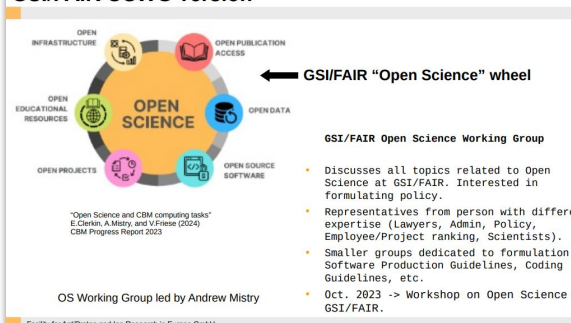 OPEN
INFRASTRUCTURE
OPEN PUBLICATION
ACCESS
GSI/FAIR “Open Science” wheel
OPEN
EDUCATIONAL
RESOURCES
OPEN
SCIENCE
OPEN DATA
OPEN PROJECTS
OPEN SOURCE
SOFTWARE
GSI/FAIR Open Science Working Group
• Discusses all topics related to Open
Science at GSI/FAIR. Interested in
formulating policy.
• Representatives from person with
expertise (Lawyers, Admin, Policy,
Employee/Project ranking, Scientists).
• Smaller groups dedicated to formulation
Software Production Guidelines, Coding
Guidelines, etc.
• Oct. 2023 -> Workshop on Open Science
GSI/FAIR.
“Open Science and CBM computing tasks”
E.Clerkin, A.Mistry, and V.Friese (2024)
CBM Progress Report 2023
OS Working Group led by Andrew Mistry